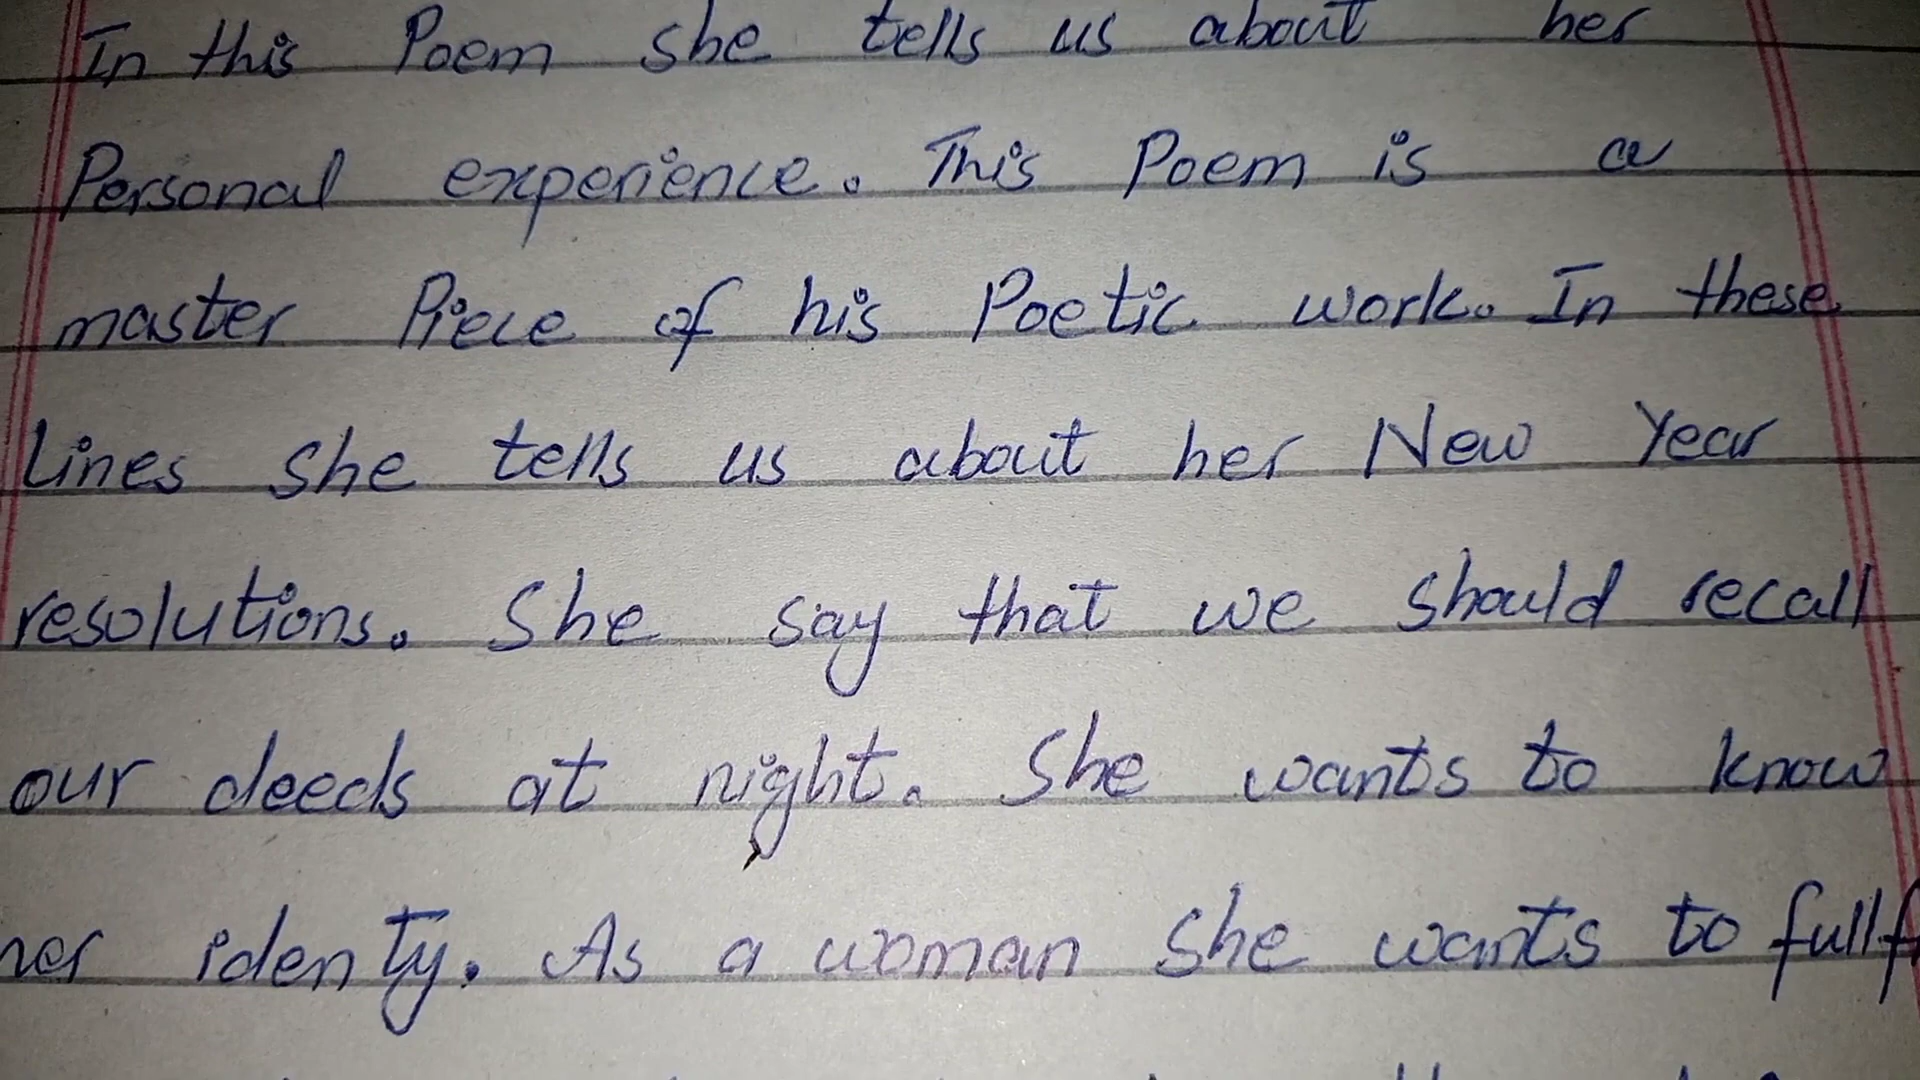 In this Poem she tells us about her
Personal experience. This Poem is a
master Piece of his Poetic work. In these
lines she tells us about her New Year
resolutions. She say that we should recall
our deeds at night. She wants to know
her identy. As a woman she wants to